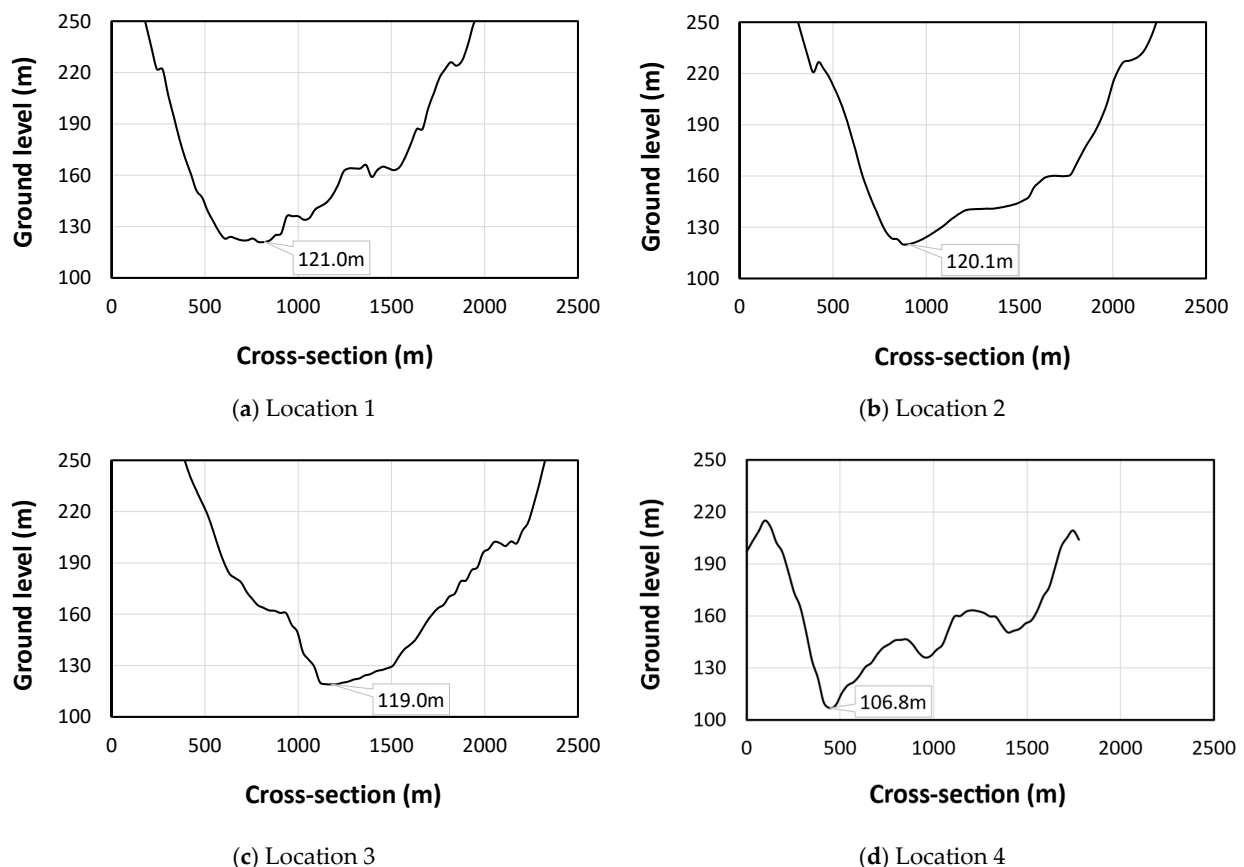 250
220
190
160
130
100
Ground level (m)
121.0m
0 500 1000 1500 2000 2500
Cross-section (m)
(a) Location 1
250
220
190
160
130
100
Ground level (m)
120.1m
0 500 1000 1500 2000 2500
Cross-section (m)
(b) Location 2
250
220
190
160
130
100
Ground level (m)
119.0m
0 500 1000 1500 2000 2500
Cross-section (m)
(c) Location 3
250
220
190
160
130
100
Ground level (m)
106.8m
0 500 1000 1500 2000 2500
Cross-section (m)
(d) Location 4